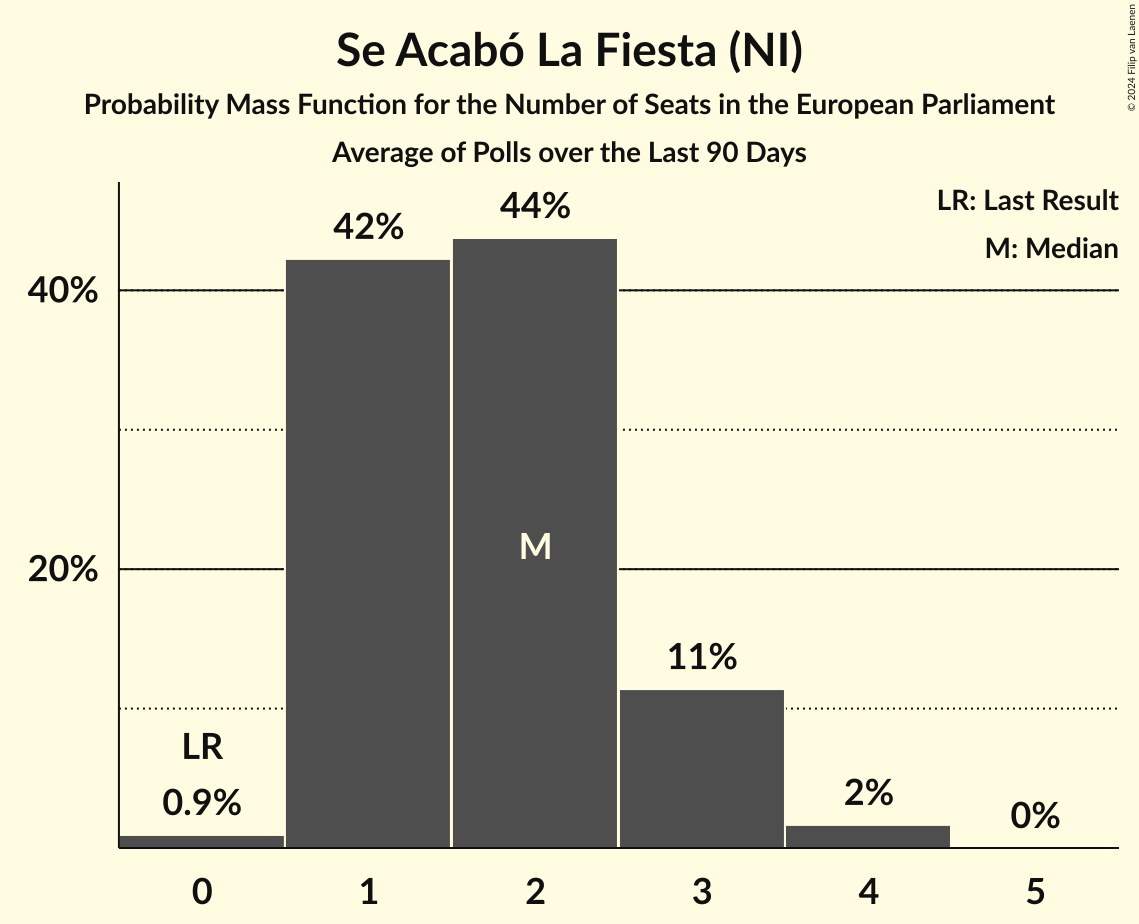 Se Acabó La Fiesta (NI)
Probability Mass Function for the Number of Seats in the European Parliament
Average of Polls over the Last 90 Days
© 2024 Filip van Laenen
LR: Last Result
M: Median
44%
42%
40%
M
20%
11%
LR
0.9%
2%
0%
0 1 2 3 4 5